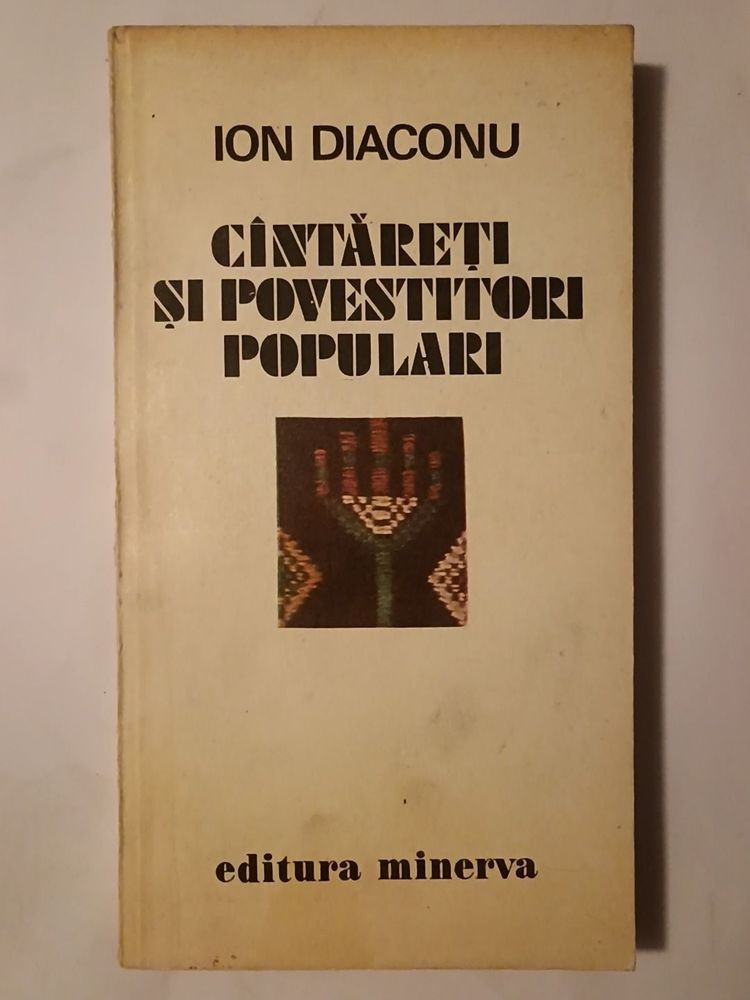 ION DIACONU
CÎNTĂREȚI
ȘI POVESTITORI
POPULARI
editura minerva